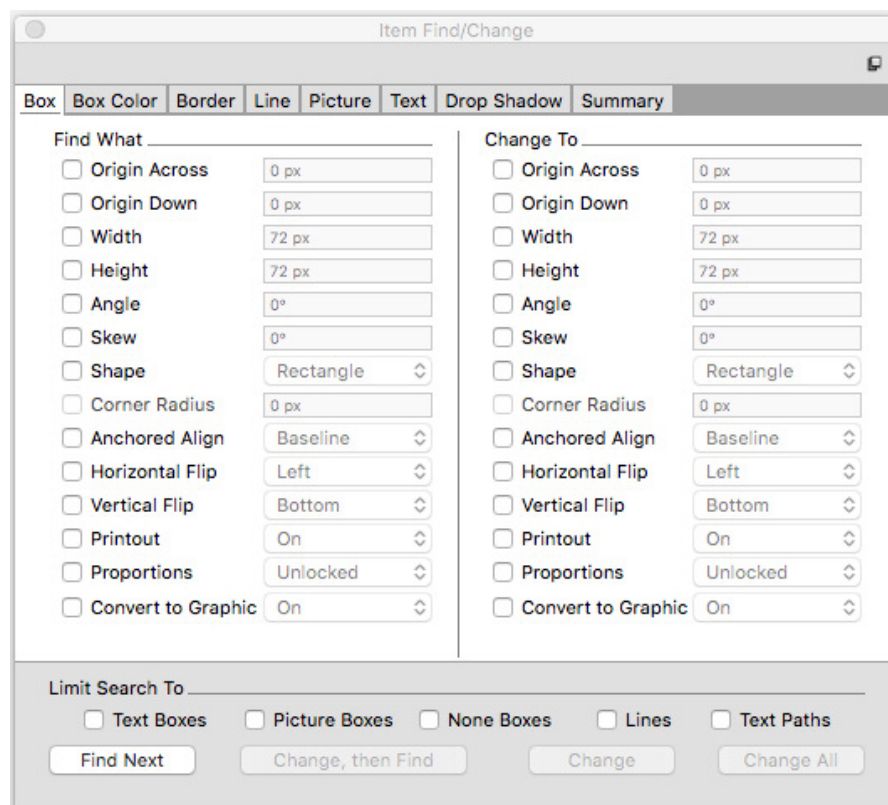 Item Find/Change
Box Box Color Border Line Picture Text Drop Shadow Summary
Find What
Origin Across 0 px
Origin Down 0 px
Width 72 px
Height 72 px
Angle 0°
Skew 0°
Shape Rectangle
Corner Radius 0 px
Anchored Align Baseline
Horizontal Flip Left
Vertical Flip Bottom
Printout On
Proportions Unlocked
Convert to Graphic On
Change To
Origin Across 0 px
Origin Down 0 px
Width 72 px
Height 72 px
Angle 0°
Skew 0°
Shape Rectangle
Corner Radius 0 px
Anchored Align Baseline
Horizontal Flip Left
Vertical Flip Bottom
Printout On
Proportions Unlocked
Convert to Graphic On
Limit Search To
Text Boxes Picture Boxes None Boxes Lines Text Paths
Find Next Change, then Find Change Change All